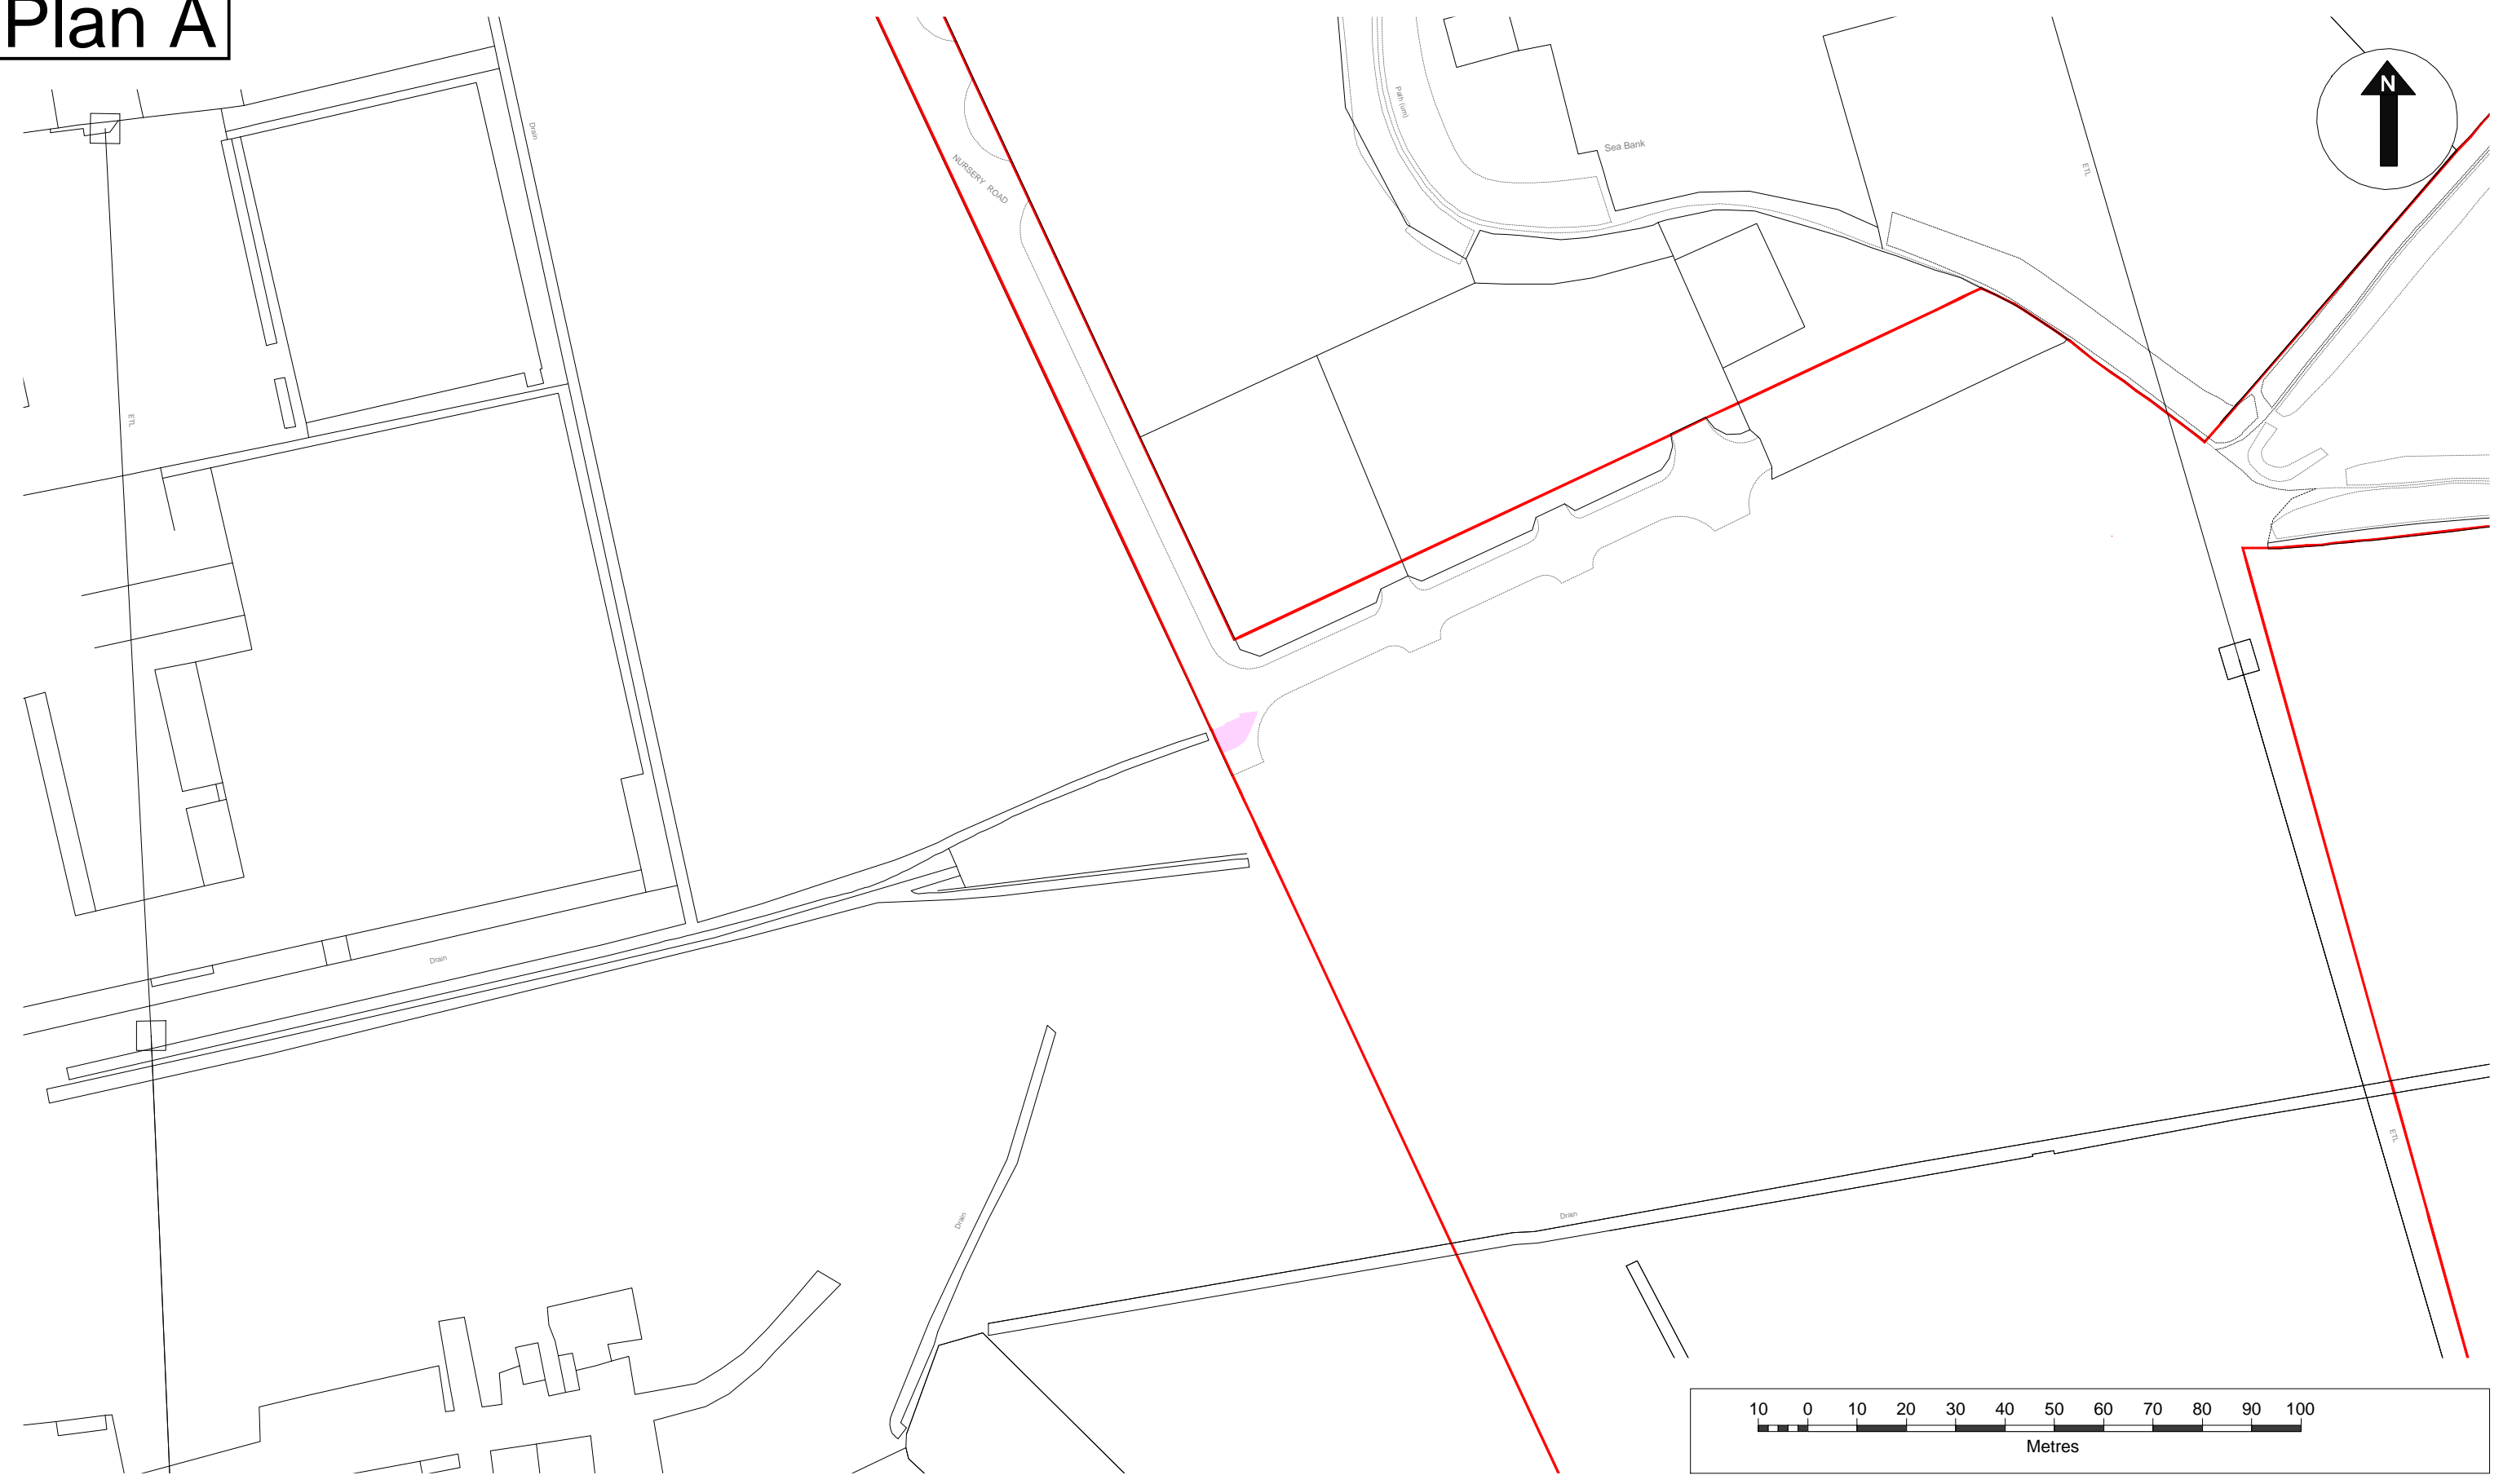 Plan A
N
Drain
Path (um)
Sea Bank
NURSERY ROAD
ETL
ETL
Drain
Drain
Drain
ETL
10 0 10 20 30 40 50 60 70 80 90 100
Metres